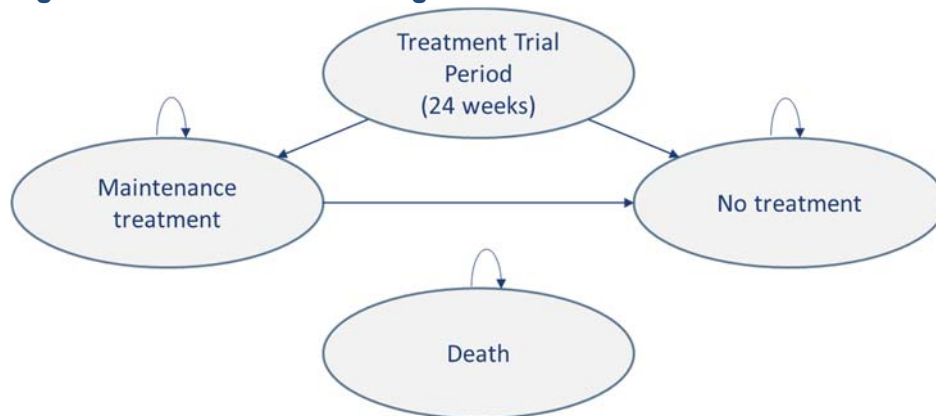 Treatment Trial
Period
(24 weeks)
Maintenance
treatment
No treatment
Death